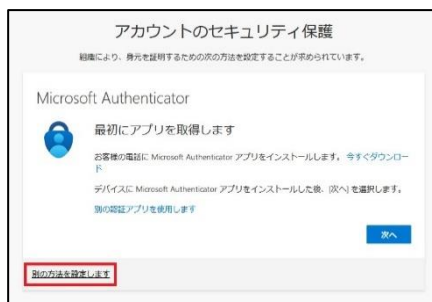 アカウントのセキュリティ保護
組織により、身元を証明するための次の方法を設定することが求められています。
Microsoft Authenticator
最初にアプリを取得します
お客様の電話に Microsoft Authenticator アプリをインストールします。 今すぐダウンロー
ド
デバイスに Microsoft Authenticator アプリをインストールした後、[次へ] を選択します。
別の認証アプリを使用します
次へ
別の方法を設定します